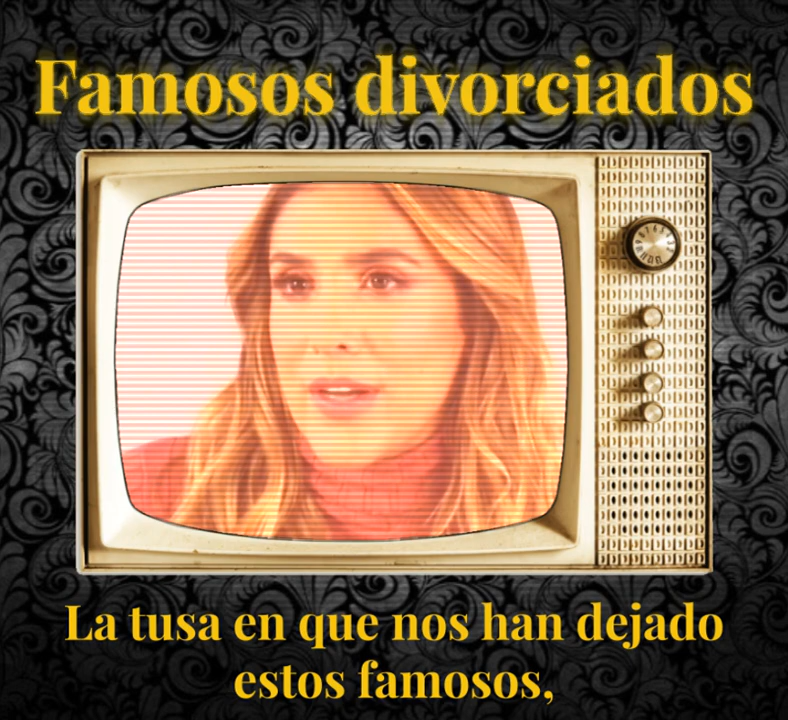 Famosos divorciados
La tusa en que nos han dejado
estos famosos,